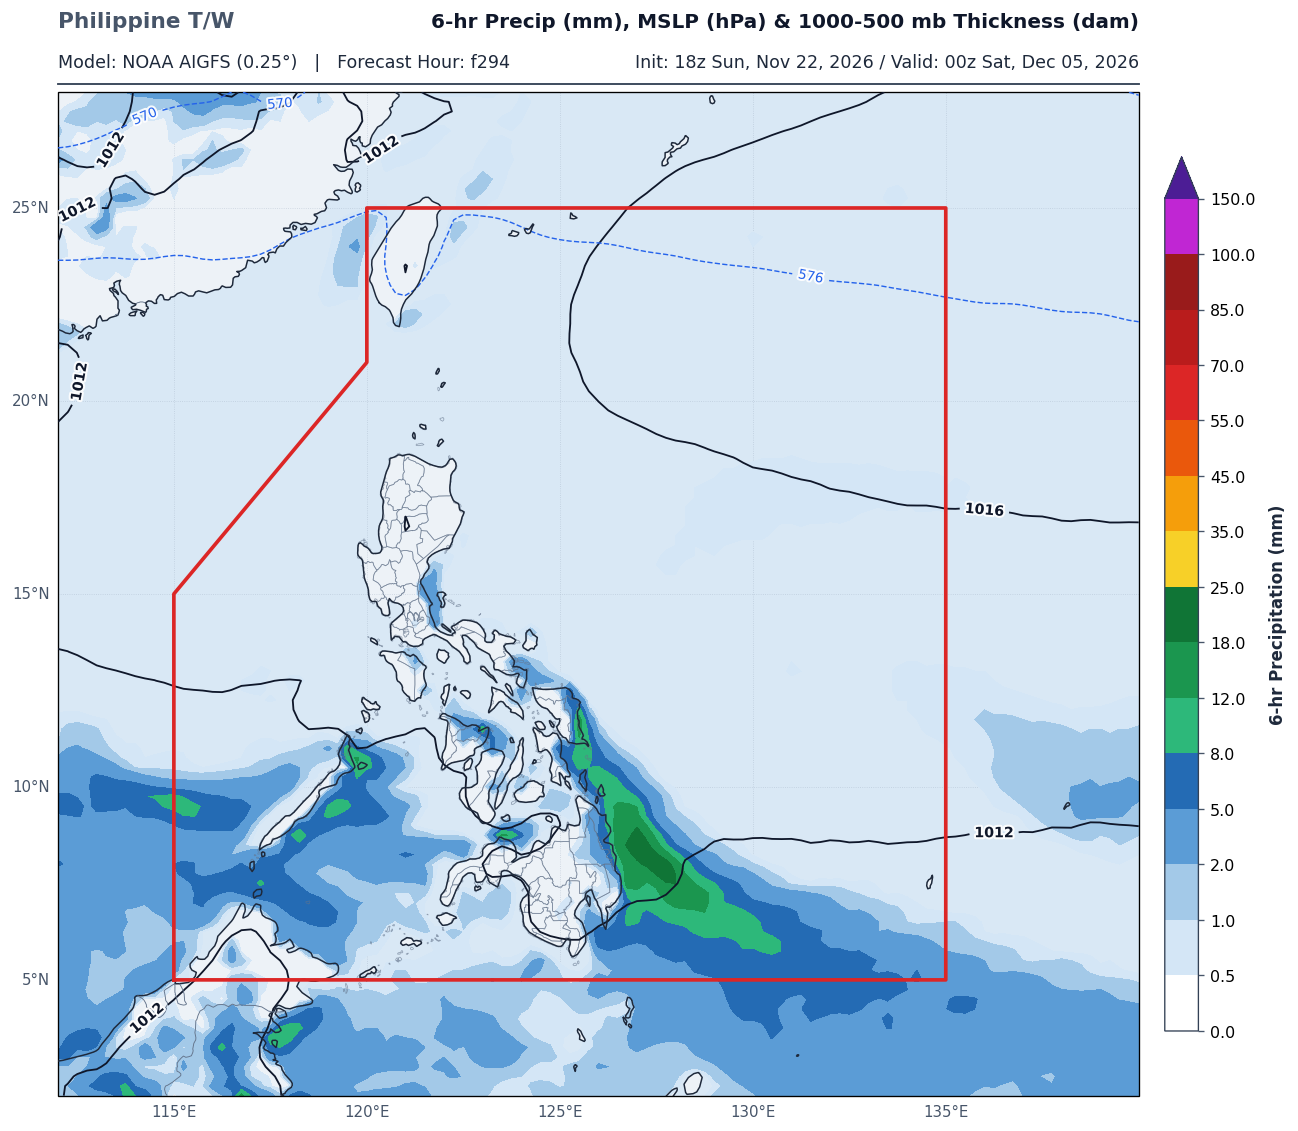 Philippine T/W
6-hr Precip (mm), MSLP (hPa) & 1000-500 mb Thickness (dam)
Model: NOAA AIGFS (0.25°)   |   Forecast Hour: f294
Init: 18z Sun, Nov 22, 2026 / Valid: 00z Sat, Dec 05, 2026
570
570
1012
1012
1012
576
1012
1016
1012
1012
25°N
20°N
15°N
10°N
5°N
115°E
120°E
125°E
130°E
135°E
150.0
100.0
85.0
70.0
55.0
45.0
35.0
25.0
18.0
12.0
8.0
5.0
2.0
1.0
0.5
0.0
6-hr Precipitation (mm)